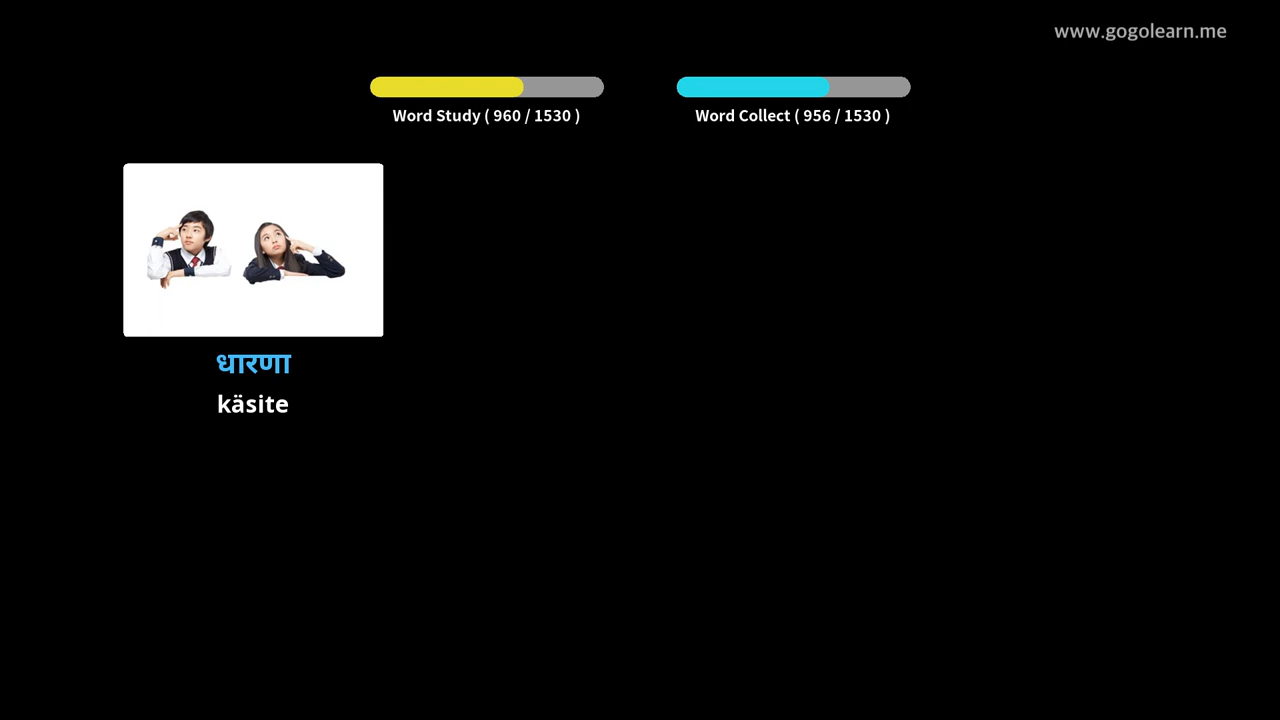 www.gogolearn.me
Word Study ( 960 / 1530 )
Word Collect ( 956 / 1530 )
धारणा
käsite